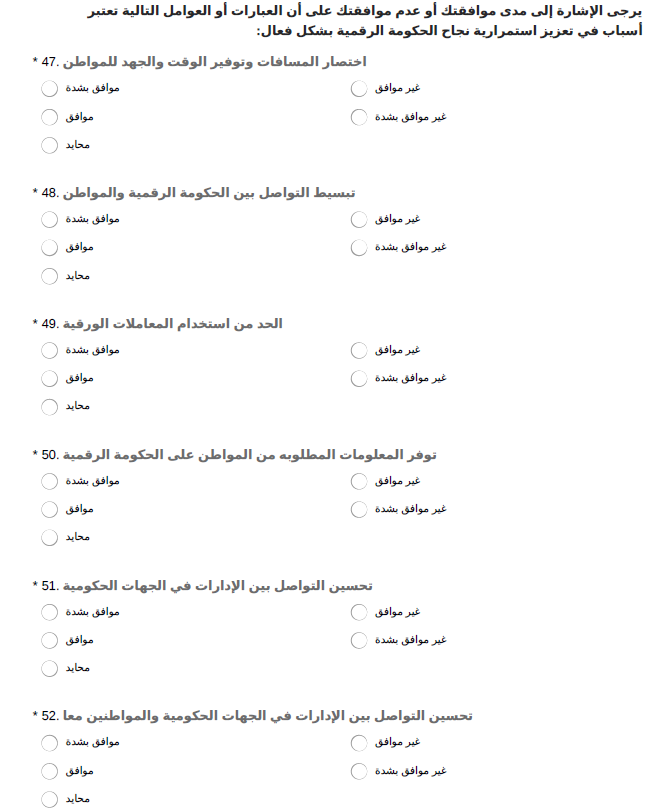 يرجى الإشارة إلى مدى موافقتك أو عدم موافقتك على أن العبارات أو العوامل التالية تعتبر
أسباب في تعزيز استمرارية نجاح الحكومة الرقمية بشكل فعال:
* 47. اختصار المسافات وتوفير الوقت والجهد للمواطن
موافق بشدة
غير موافق
موافق
غير موافق بشدة
محايد
* 48. تبسيط التواصل بين الحكومة الرقمية والمواطن
موافق بشدة
غير موافق
موافق
غير موافق بشدة
محايد
* 49. الحد من استخدام المعاملات الورقية
موافق بشدة
غير موافق
موافق
غير موافق بشدة
محايد
* 50. توفر المعلومات المطلوبه من المواطن على الحكومة الرقمية
موافق بشدة
غير موافق
موافق
غير موافق بشدة
محايد
* 51. تحسين التواصل بين الإدارات في الجهات الحكومية
موافق بشدة
غير موافق
موافق
غير موافق بشدة
محايد
* 52. تحسين التواصل بين الإدارات في الجهات الحكومية والمواطنين معا
موافق بشدة
غير موافق
موافق
غير موافق بشدة
محايد